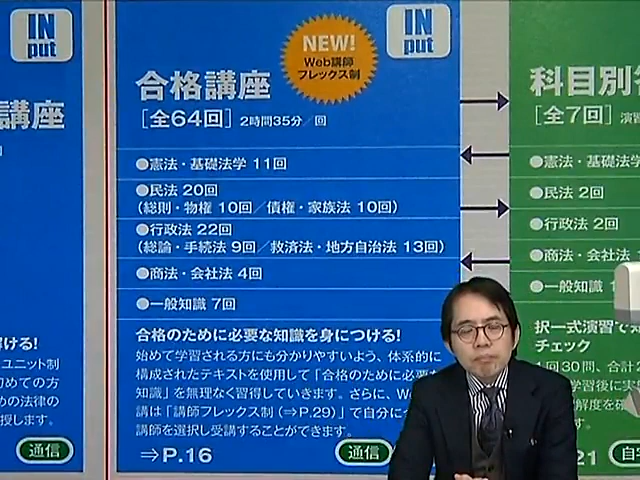 IN
put
講座
ける!
ユニット制
初めての方
めの法律の
授します。
通信
IN
put
NEW!
Web講師
フレックス制
合格講座
[全64回] 2時間35分/回
●憲法・基礎法学 11回
●民法 20回
(総則・物権 10回/債権・家族法 10回)
●行政法 22回
(総論・手続法 9回/救済法・地方自治法 13回)
●商法・会社法 4回
●一般知識 7回
合格のために必要な知識を身につける!
始めて学習される方にも分かりやすいよう、体系的に
構成されたテキストを使用して「合格のために必要な
知識」を無理なく習得していきます。さらに、We
講は「講師フレックス制(⇒P.29)」で自分に
講師を選択し受講することができます。
⇒P.16
通信
科目別答
[全7回] 演習
●憲法・基礎法学
●民法 2回
●行政法 2回
●商法・会社法
●一般知識
択一式演習で
チェック
回30問、合計2
学習後に実
解度を確
す。
21
自宅